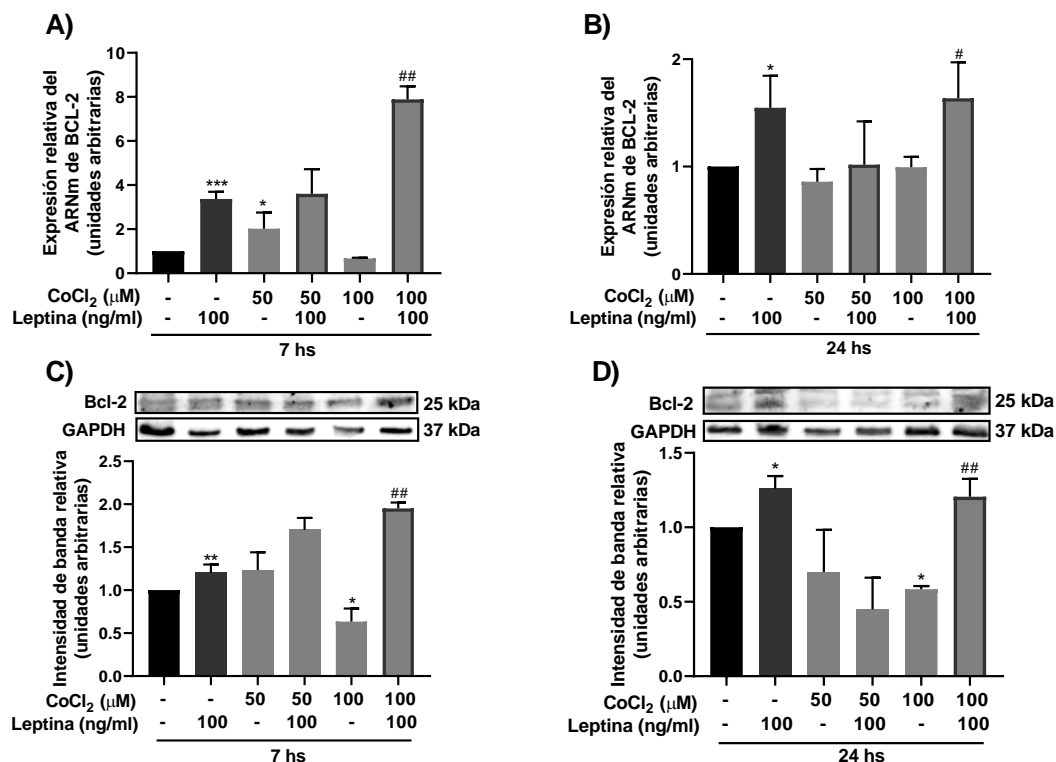 A)
Expresión relativa del
ARNm de BCL-2
(unidades arbitrarias)
10
8
6
4
2
0
***
*
##
CoCl2 (μM) - - 50 50 100 100
Leptina (ng/ml) - 100 - 100 - 100
7 hs
B)
Expresión relativa del
ARNm de BCL-2
(unidades arbitrarias)
2
1
0
*
#
CoCl2 (μM) - - 50 50 100 100
Leptina (ng/ml) - 100 - 100 - 100
24 hs
C)
Bcl-2 25 kDa
GAPDH 37 kDa
Intensidad de banda relativa
(unidades arbitrarias)
2.5
2.0
1.5
1.0
0.5
0.0
**
*
##
CoCl2 (μM) - - 50 50 100 100
Leptina (ng/ml) - 100 - 100 - 100
7 hs
D)
Bcl-2 25 kDa
GAPDH 37 kDa
Intensidad de banda relativa
(unidades arbitrarias)
1.5
1.0
0.5
0.0
*
*
##
CoCl2 (μM) - - 50 50 100 100
Leptina (ng/ml) - 100 - 100 - 100
24 hs